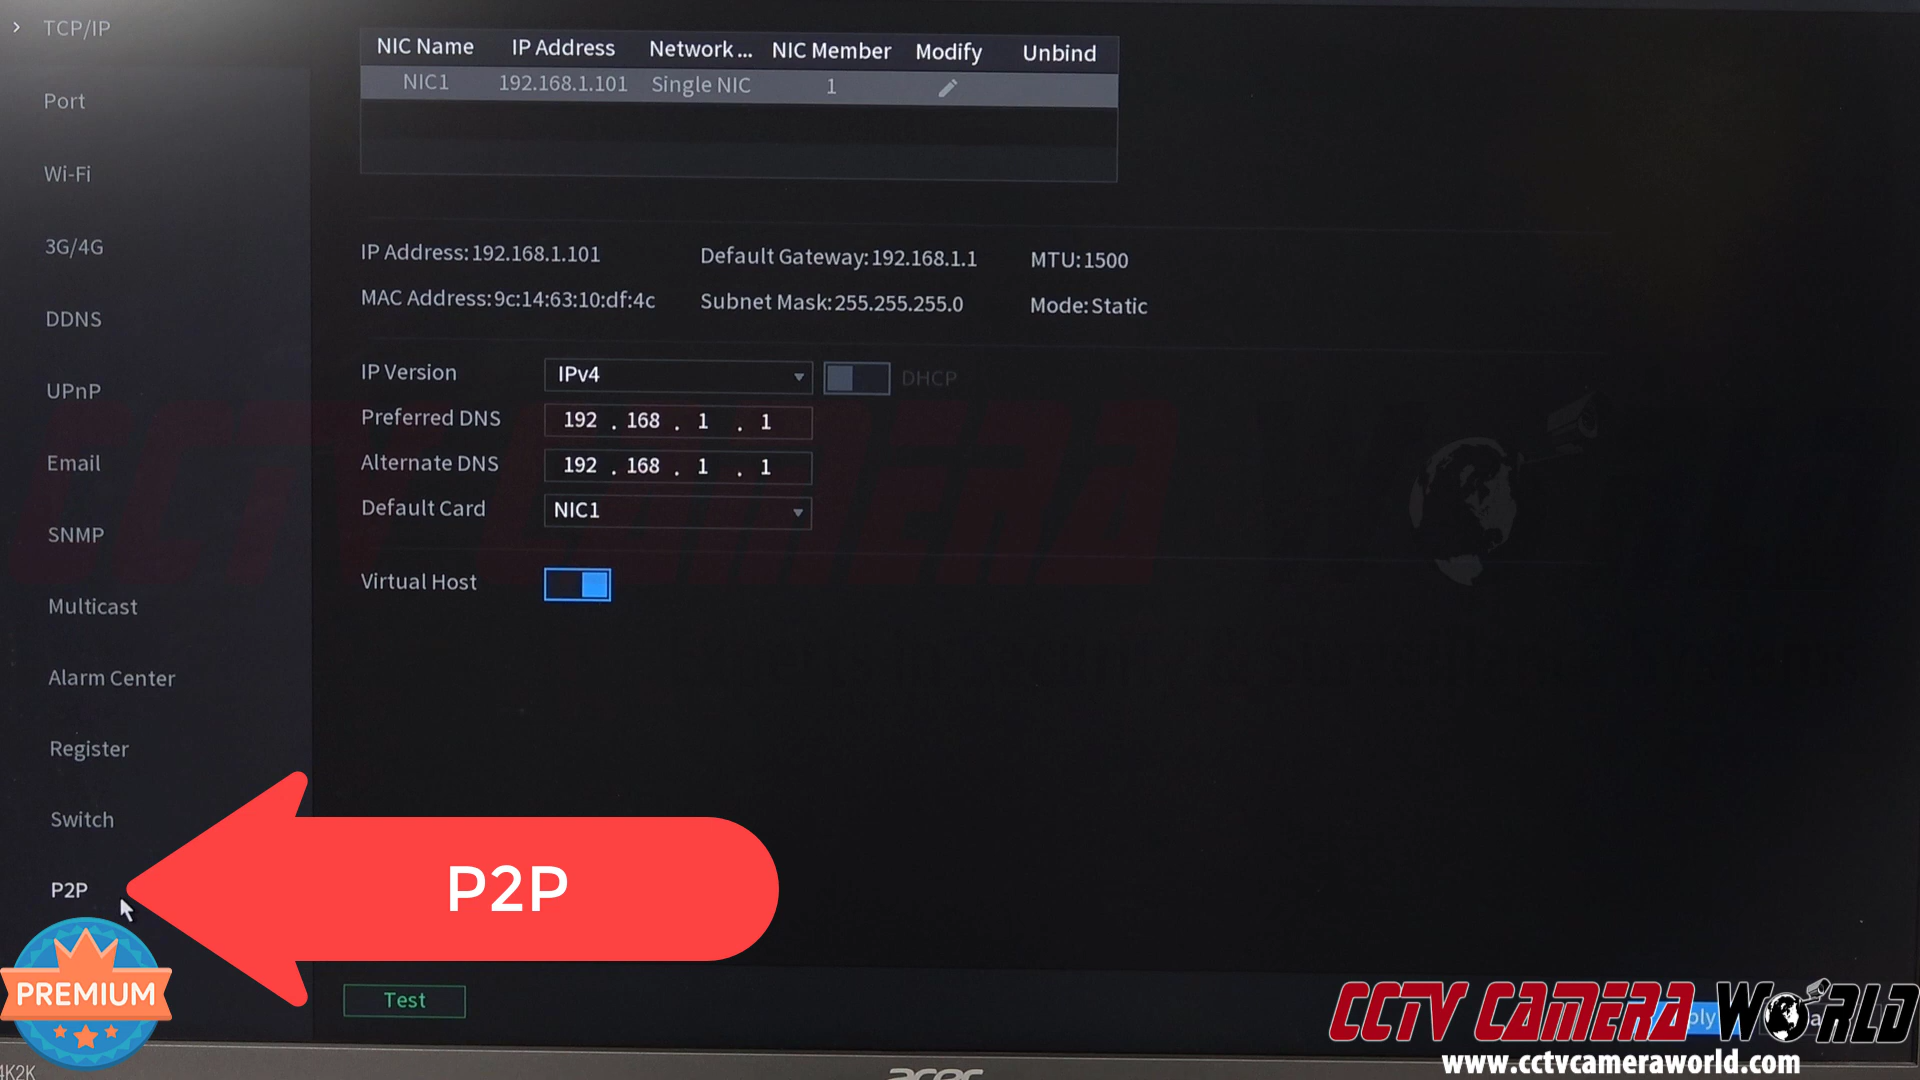 TCP/IP
Port
Wi-Fi
3G/4G
DDNS
UPnP
Email
SNMP
Multicast
Alarm Center
Register
Switch
P2P
NIC Name IP Address Network ... NIC Member Modify Unbind
NIC1 192.168.1.101 Single NIC 1
IP Address:192.168.1.101 Default Gateway:192.168.1.1 MTU:1500
MAC Address:9c:14:63:10:df:4c Subnet Mask:255.255.255.0 Mode:Static
IP Version IPv4 DHCP
Preferred DNS 192 . 168 . 1 . 1
Alternate DNS 192 . 168 . 1 . 1
Default Card NIC1
Virtual Host
CCTV CAMERA
P2P
PREMIUM
Test
CCTV CAMERA WORLD
www.cctvcameraworld.com
4K2K
acer